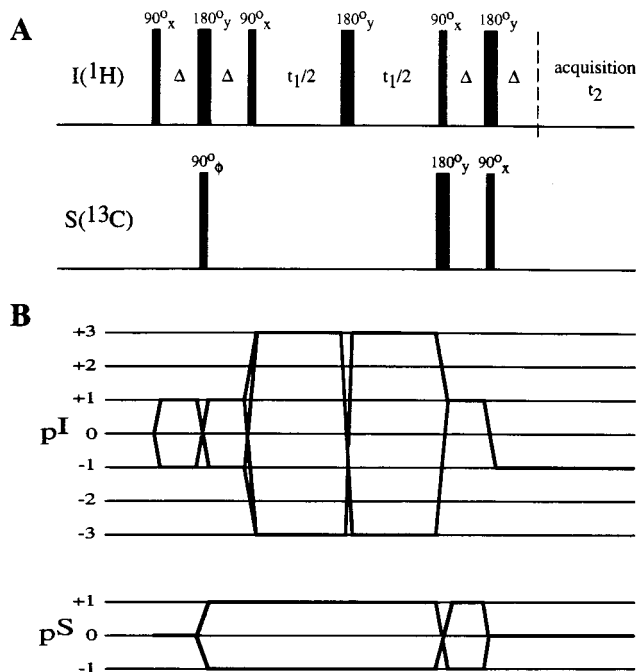 A
90°x 180°y 90°x 180°y 90°x 180°y
I(¹H) Δ Δ t₁/2 t₁/2 Δ Δ acquisition
t₂
90°ϕ 180°y 90°x
S(¹³C)
B
+3
+2
+1
pᴵ 0
-1
-2
-3
+1
pˢ 0
-1